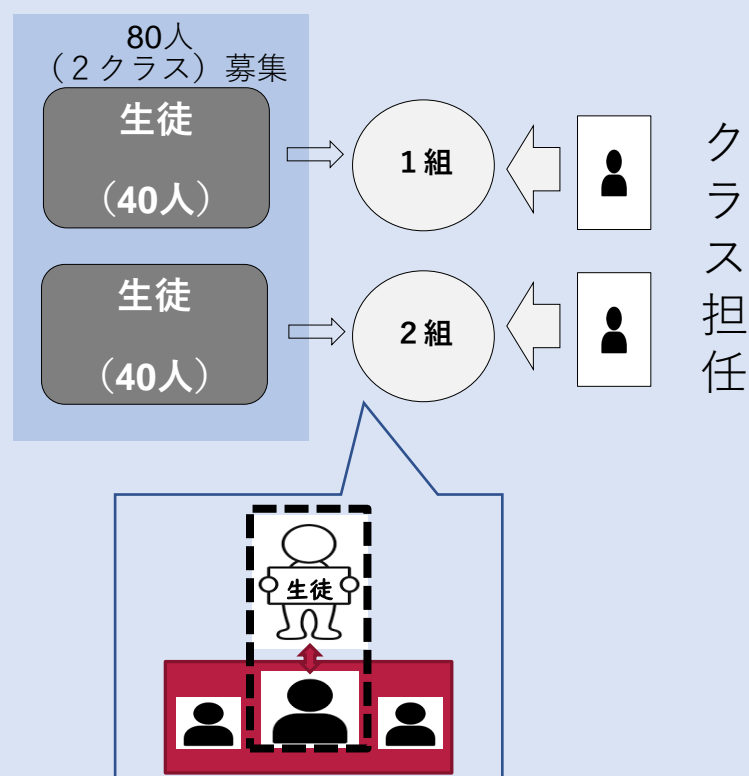 80人
（２クラス）募集
生徒
（40人）
１組
生徒
（40人）
２組
クラス担任
生徒